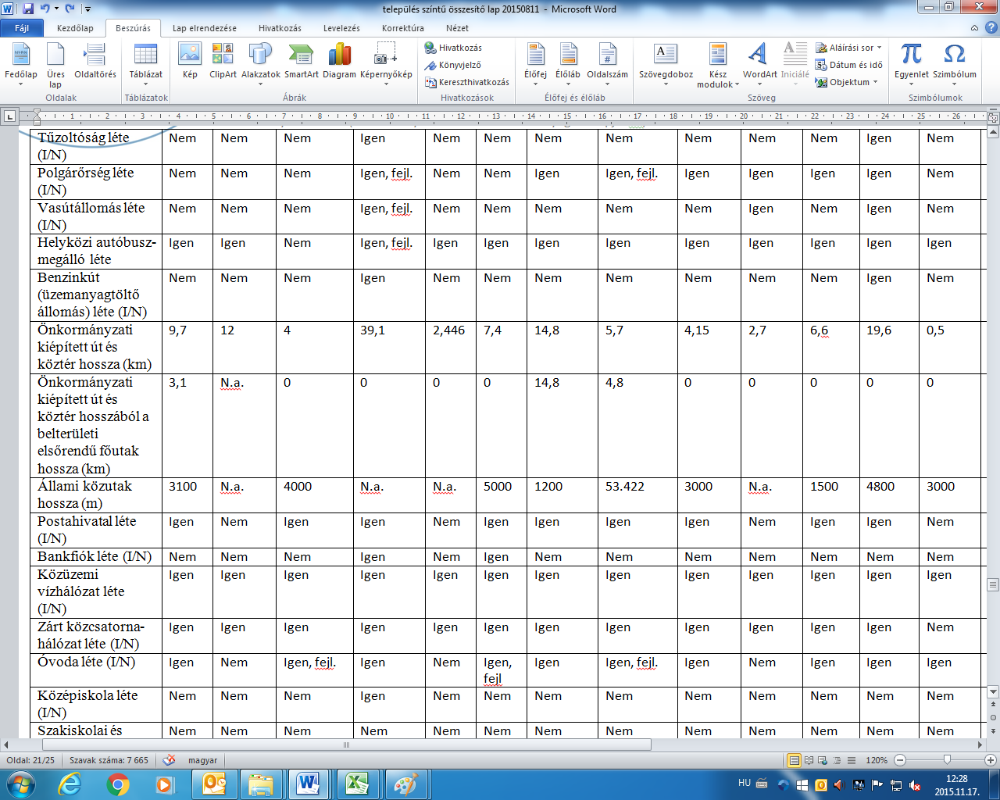 település színtű összesítő lap 20150811 - Microsoft Word
Fájl Kezdőlap Beszúrás Lap elrendezése Hivatkozás Levelezés Korrektúra Nézet
Fedőlap Üres lap Oldaltörés
Táblázat
Kép ClipArt Alakzatok SmartArt Diagram Képernyőkép
Hivatkozás
Könyvjelző
Kereszthivatkozás
Élőfej Élőláb Oldalszám
Szövegdoboz Kész modulok WordArt Iniciálé
Aláírási sor
Dátum és idő
Objektum
Egyenlet Szimbólum
Oldalak Táblázatok Ábrák Hivatkozások Élőfej és élőláb Szöveg Szimbólumok
1 2 3 4 5 6 7 8 9 10 11 12 13 14 15 16 17 18 19 20 21 22 23 24 25 26
Tűzoltóság léte (I/N) Nem Nem Nem Igen Nem Nem Nem Nem Nem Nem Nem Igen Nem
Polgárőrség léte (I/N) Nem Nem Nem Igen, fejl. Nem Nem Igen Igen, fejl. Igen Igen Igen Igen Nem
Vasútállomás léte (I/N) Nem Nem Nem Igen, fejl. Nem Nem Nem Nem Nem Igen Nem Igen Nem
Helyközi autóbusz-megálló léte Igen Igen Nem Igen, fejl. Igen Igen Igen Igen Igen Igen Igen Igen Igen
Benzinkút (üzemanyagtöltő állomás) léte (I/N) Nem Nem Nem Igen Nem Nem Nem Nem Nem Nem Nem Igen Nem
Önkormányzati kiépített út és köztér hossza (km) 9,7 12 4 39,1 2,446 7,4 14,8 5,7 4,15 2,7 6,6 19,6 0,5
Önkormányzati kiépített út és köztér hosszából a belterületi elsőrendű főutak hossza (km) 3,1 N.a. 0 0 0 0 14,8 4,8 0 0 0 0 0
Állami közutak hossza (m) 3100 N.a. 4000 N.a. N.a. 5000 1200 53.422 3000 N.a. 1500 4800 3000
Postahivatal léte (I/N) Igen Nem Igen Igen Nem Igen Igen Igen Igen Nem Igen Igen Nem
Bankfiók léte (I/N) Nem Nem Nem Igen Nem Igen Nem Nem Nem Nem Nem Nem Nem
Közüzemi vízhálózat léte (I/N) Igen Igen Igen Igen Igen Igen Igen Igen Igen Igen Igen Igen Igen
Zárt közcsatorna-hálózat léte (I/N) Igen Igen Igen Igen Igen Igen Igen Igen Igen Igen Igen Igen Nem
Óvoda léte (I/N) Igen Nem Igen, fejl. Igen Nem Igen, fejl Igen Igen, fejl. Igen Nem Igen Igen Igen
Középiskola léte (I/N) Nem Nem Nem Igen Nem Nem Nem Nem Nem Nem Nem Nem Nem
Szakiskolai és Nem Nem Nem Nem Nem Nem Nem Nem Nem Nem Nem Nem Nem
Oldal: 21/25 Szavak száma: 7 665 magyar 120%
HU 12:28
2015.11.17.